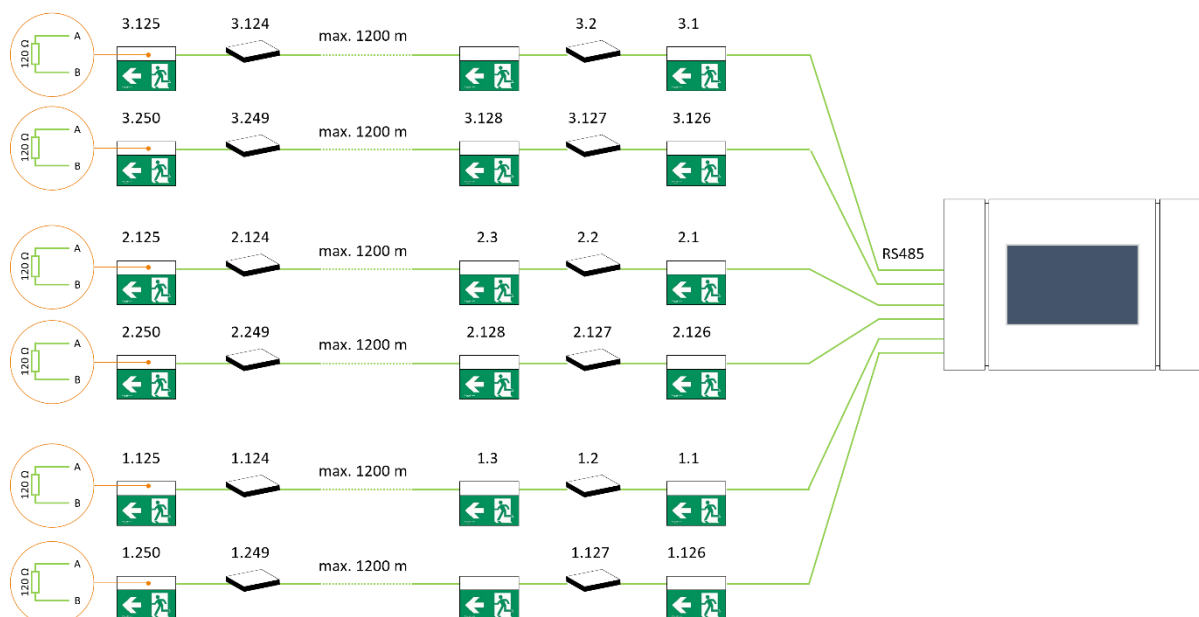 3.125 3.124 max. 1200 m 3.2 3.1
120 Ω A B
3.250 3.249 max. 1200 m 3.128 3.127 3.126
120 Ω A B
RS485
2.125 2.124 max. 1200 m 2.3 2.2 2.1
120 Ω A B
2.250 2.249 max. 1200 m 2.128 2.127 2.126
120 Ω A B
1.125 1.124 max. 1200 m 1.3 1.2 1.1
120 Ω A B
1.250 1.249 max. 1200 m 1.127 1.126
120 Ω A B